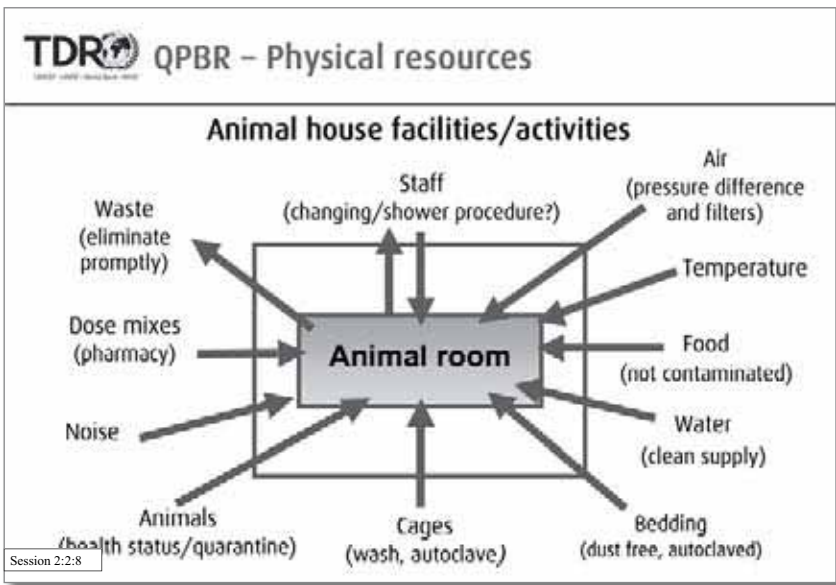 TDR
QPBR – Physical resources
Animal house facilities/activities
Staff
(changing/shower procedure?)
Air
(pressure difference
and filters)
Waste
(eliminate
promptly)
Temperature
Dose mixes
(pharmacy)
Animal room
Food
(not contaminated)
Noise
Water
(clean supply)
Animals
(health status/quarantine)
Cages
(wash, autoclave)
Bedding
(dust free, autoclaved)
Session 2:2:8